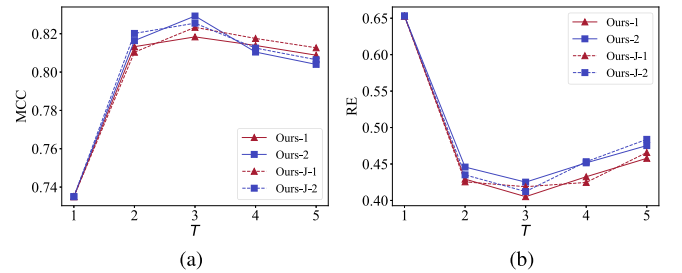 MCC
0.82
0.80
0.78
0.76
0.74
1 2 3 4 5
T
Ours-1
Ours-2
Ours-J-1
Ours-J-2
(a)
RE
0.65
0.60
0.55
0.50
0.45
0.40
1 2 3 4 5
T
Ours-1
Ours-2
Ours-J-1
Ours-J-2
(b)